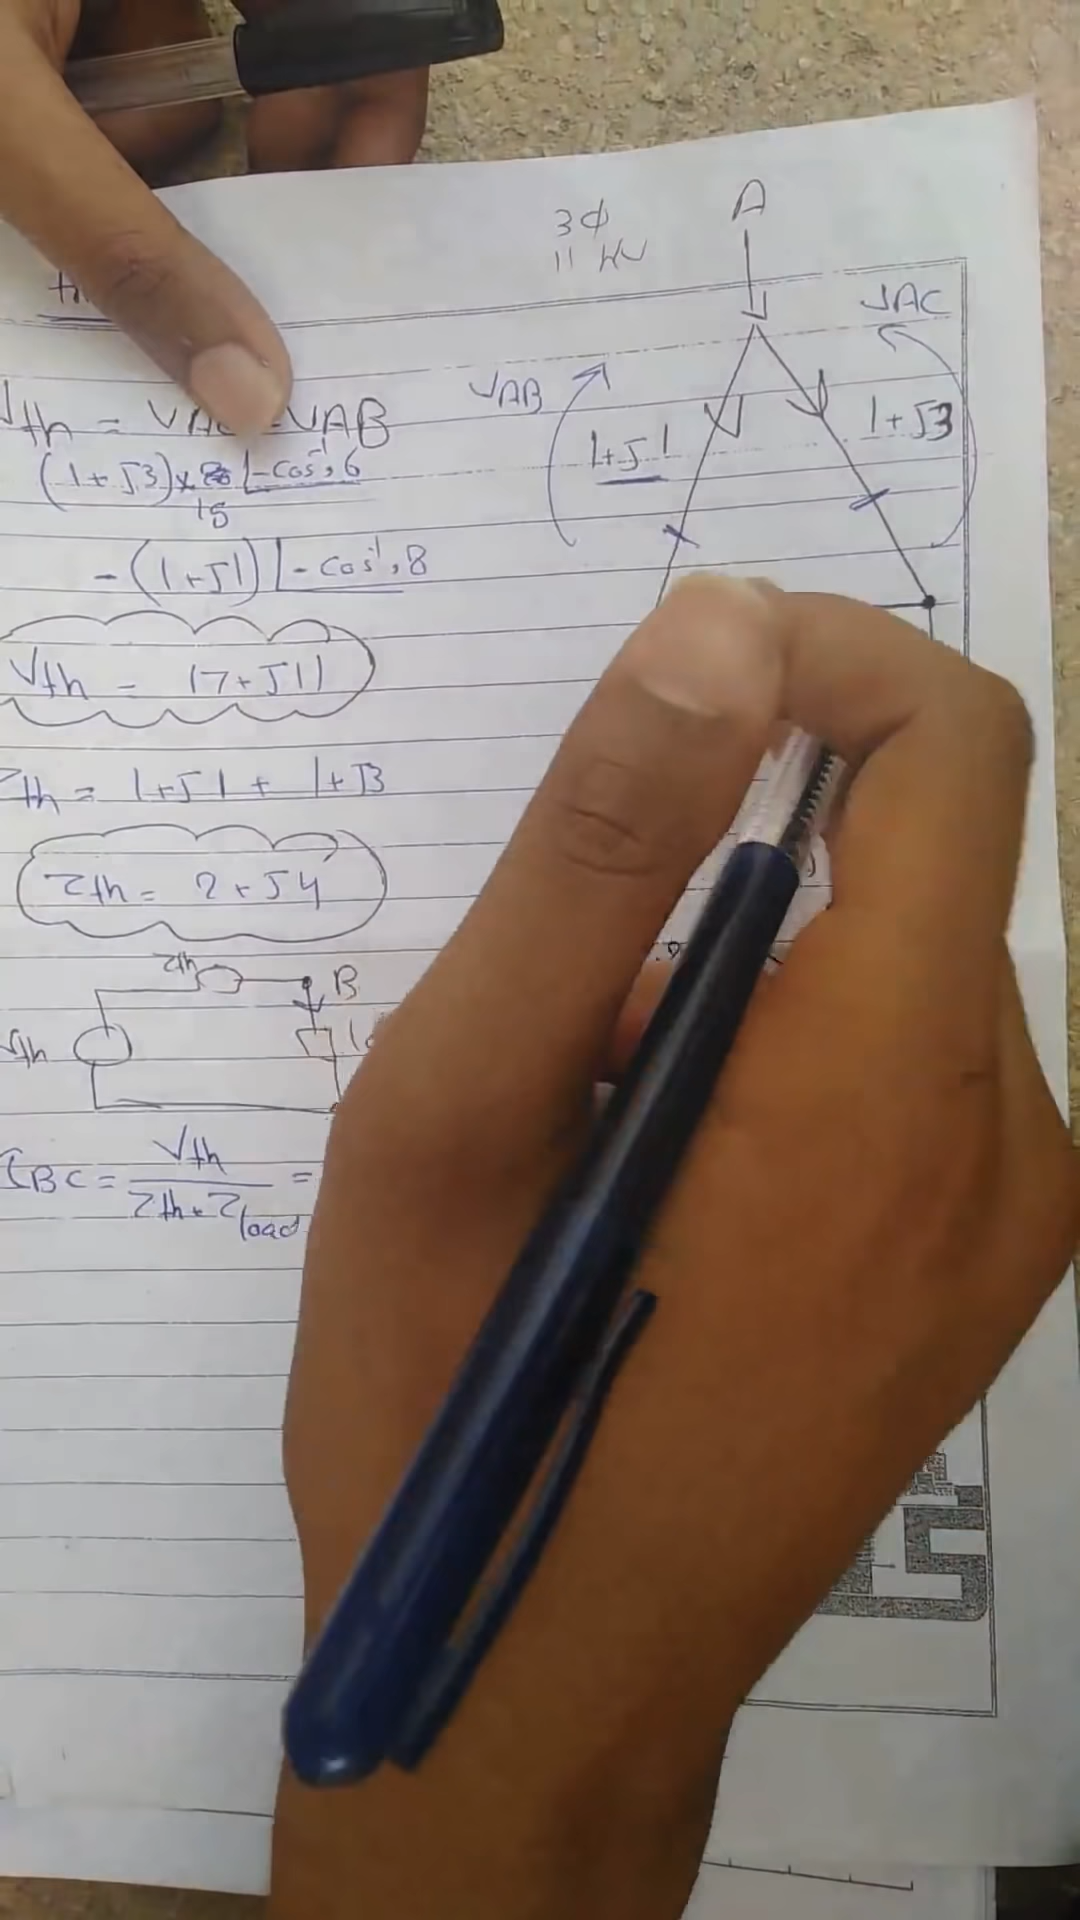 3Φ
11 KV
A
VAC
VAB
1+J1
1+J3
Vth = VAC - VAB
(1+J3) x
15
-cos⁻¹,6
- (1+J1) -cos⁻¹,8
Vth = 17+J11
Zth = 1+J1 + 1+J3
Zth = 2+J4
Zth
B
Vth
IBC = Vth / Zth + Zload =